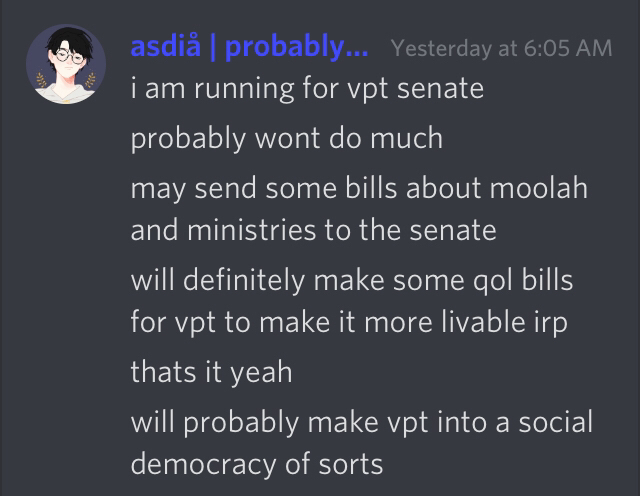 asdiå | probably... Yesterday at 6:05 AM
i am running for vpt senate
probably wont do much
may send some bills about moolah
and ministries to the senate
will definitely make some qol bills
for vpt to make it more livable irp
thats it yeah
will probably make vpt into a social
democracy of sorts